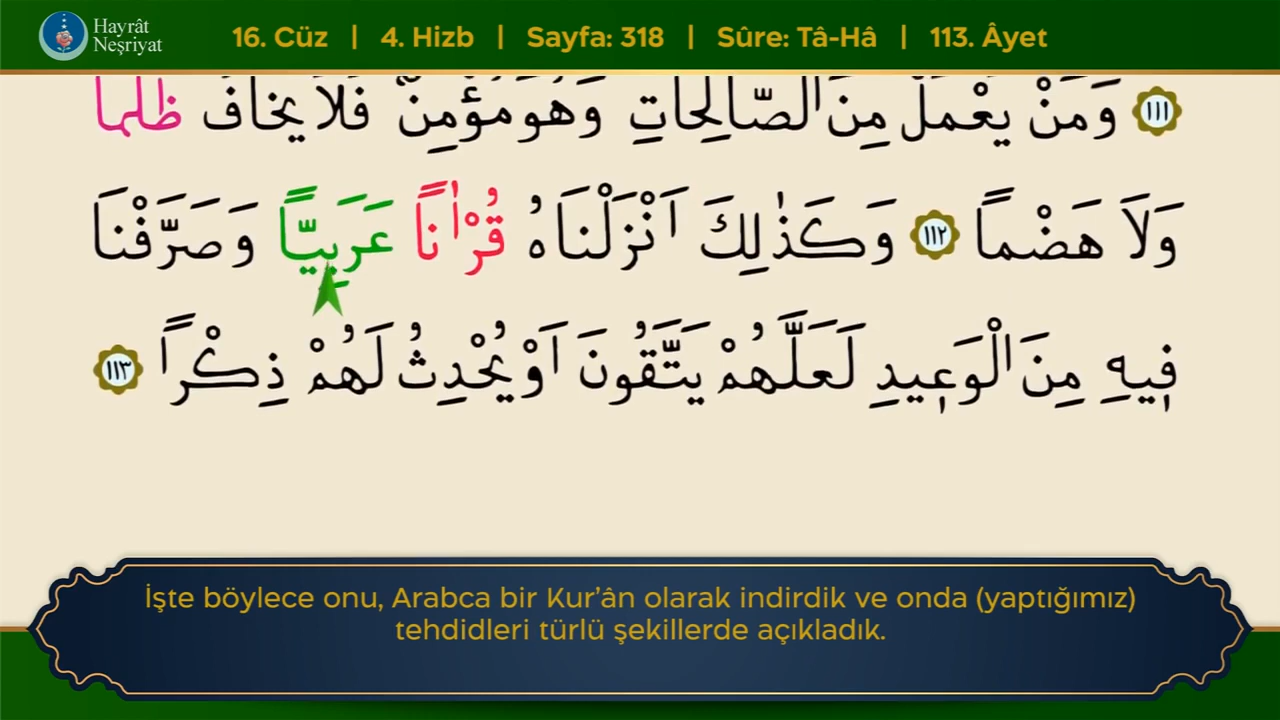 Hayrât
Neşriyat
16. Cüz | 4. Hizb | Sayfa: 318 | Sûre: Tâ-Hâ | 113. Âyet
﴿١١١﴾ وَمَنْ يَعْمَلْ مِنَ الصَّالِحَاتِ وَهُوَ مُؤْمِنٌ فَلَا يَخَافُ ظُلْمًا
وَلَا هَضْمًا ﴿١١٢﴾ وَكَذٰلِكَ اَنْزَلْنَاهُ قُرْاٰنًا عَرَبِيًّا وَصَرَّفْنَا
فِيهِ مِنَ الْوَعِيدِ لَعَلَّهُمْ يَتَّقُونَ اَوْ يُحْدِثُ لَهُمْ ذِكْرًا ﴿١١٣﴾
İşte böylece onu, Arabca bir Kur’ân olarak indirdik ve onda (yaptığımız)
tehdidleri türlü şekillerde açıkladık.